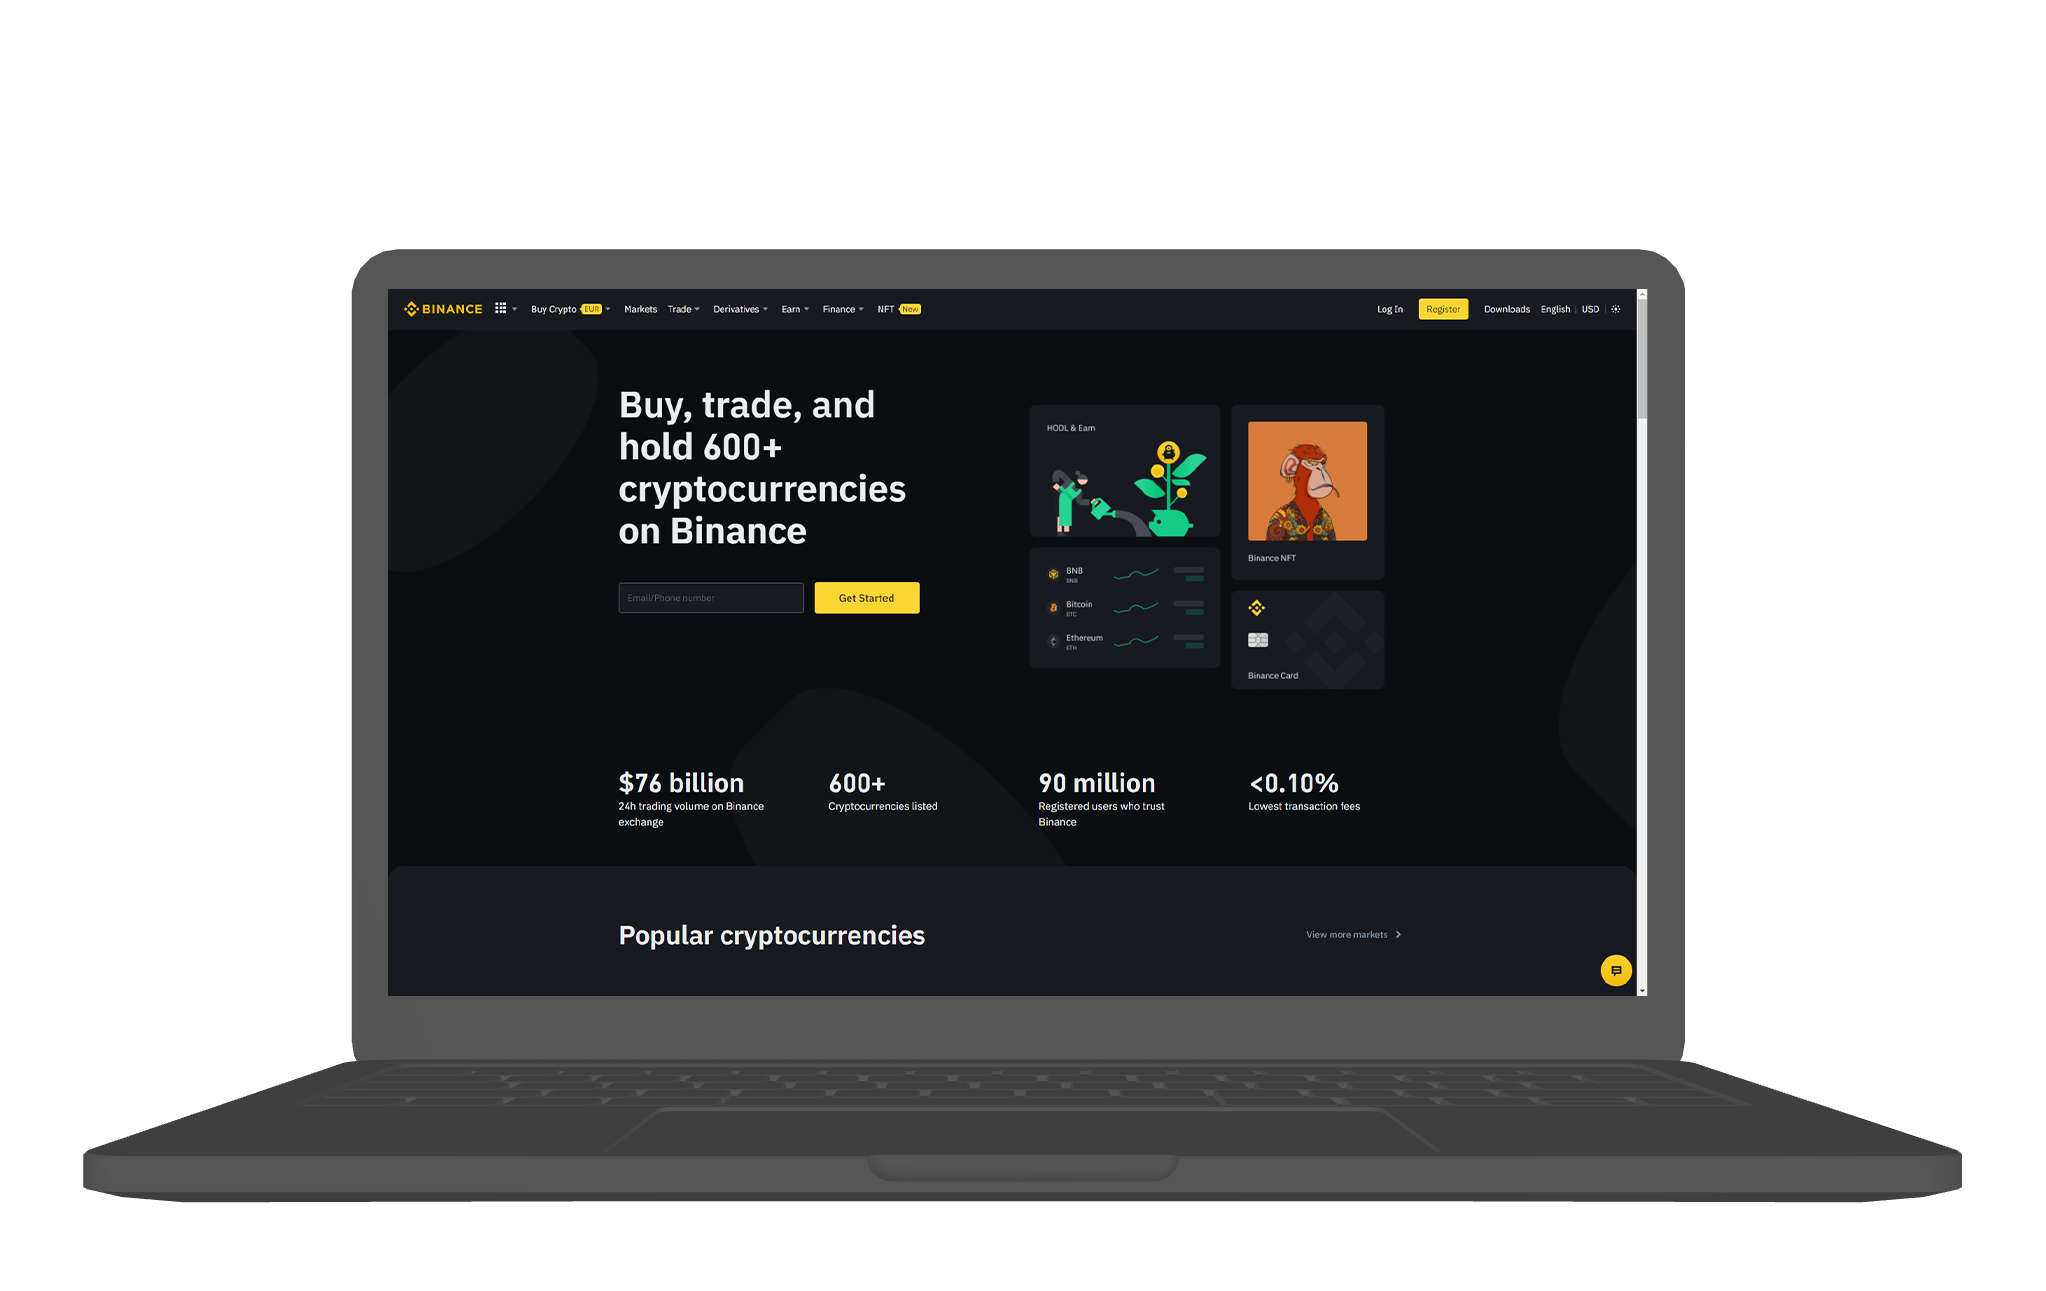 BINANCE Buy Crypto EUR Markets Trade Derivatives Earn Finance NFT New Log In Register Downloads English | USD
Buy, trade, and
hold 600+
cryptocurrencies
on Binance
Email/Phone number
Get Started
HODL & Earn
BNB
BNB
Bitcoin
BTC
Ethereum
ETH
Binance NFT
Binance Card
$76 billion
24h trading volume on Binance
exchange
600+
Cryptocurrencies listed
90 million
Registered users who trust
Binance
<0.10%
Lowest transaction fees
Popular cryptocurrencies
View more markets